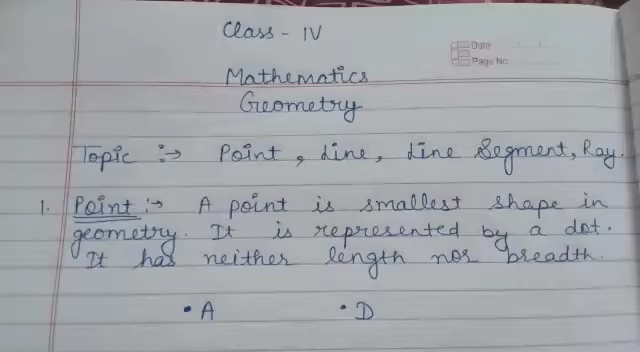 Class - IV
Date
Page No
Mathematics
Geometry
Topic :→ Point, Line, Line Segment, Ray.
1. Point :→ A point is smallest shape in
geometry. It is represented by a dot.
It has neither length nor breadth.
• A • D